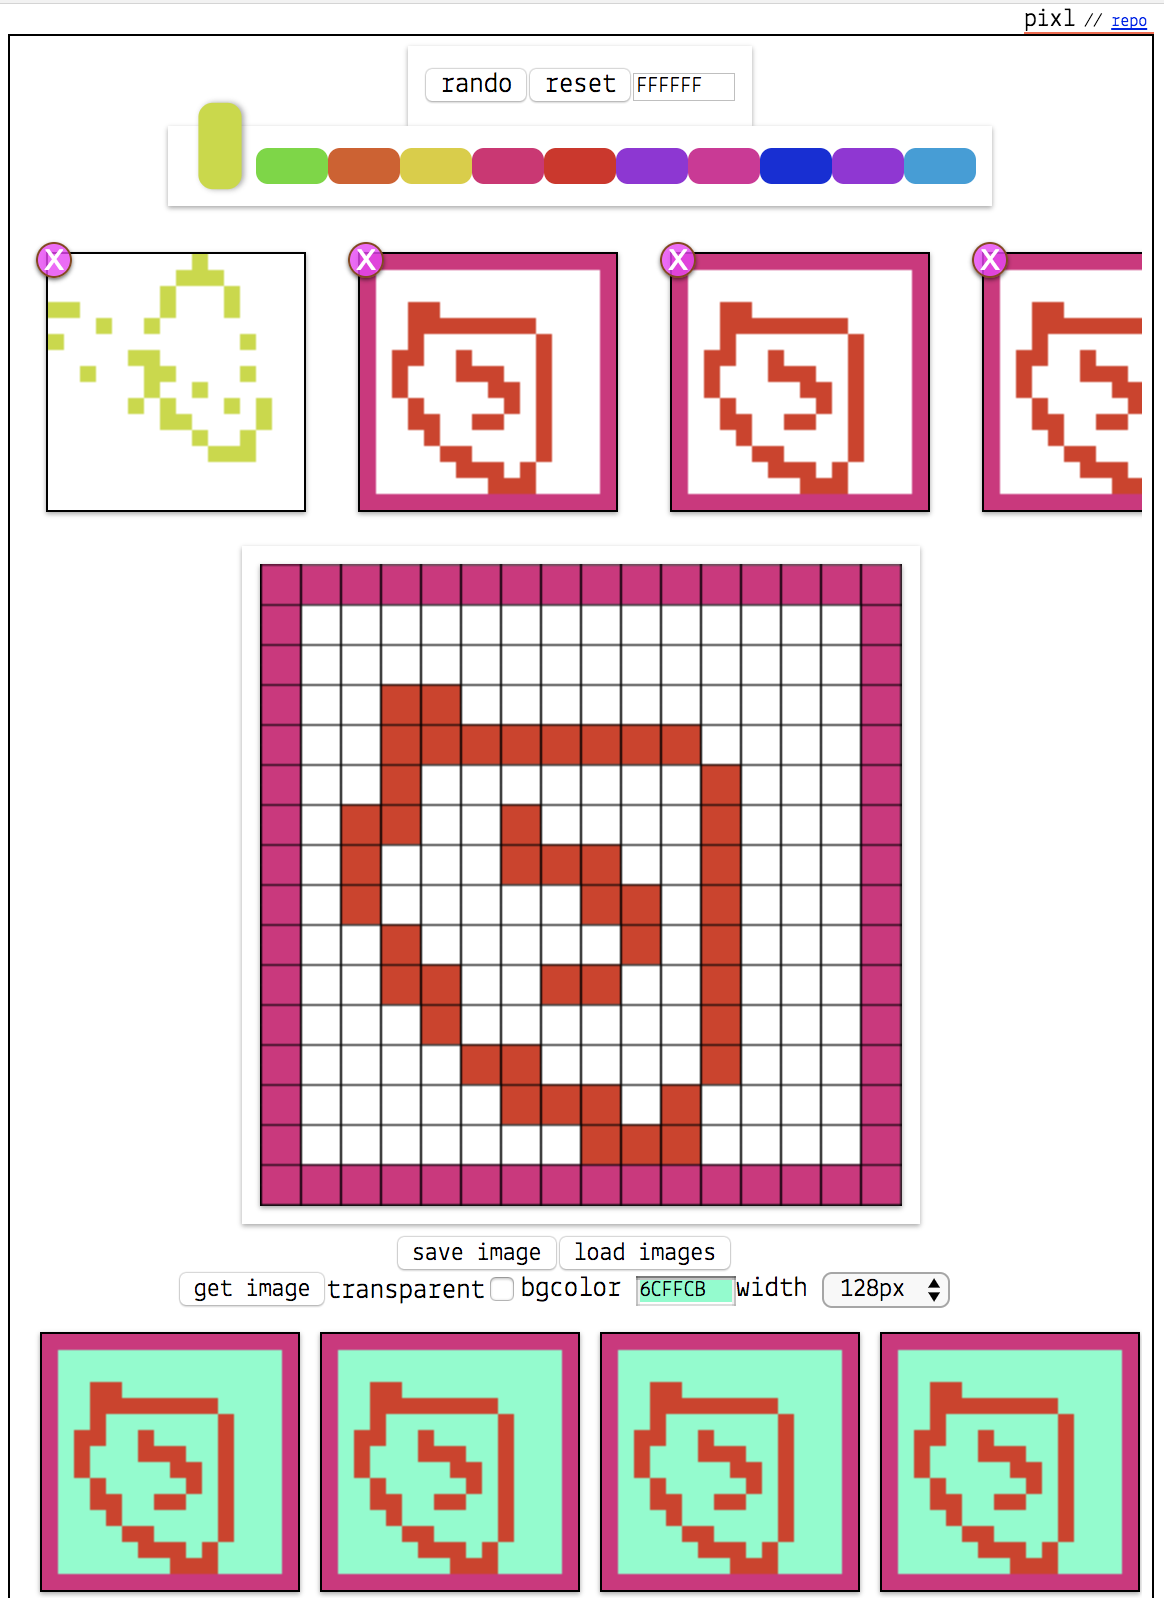 pixl // repo
rando reset FFFFFF
X X X X
save image load images
get image transparent bgcolor 6CFFCB width 128px